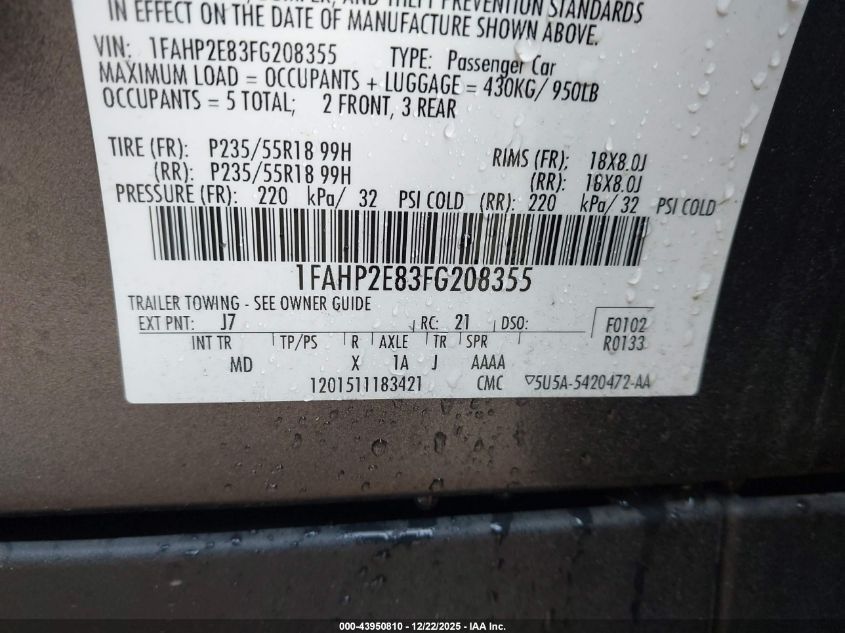 IN EFFECT ON THE DATE OF MANUFACTURE SHOWN ABOVE.
VIN: 1FAHP2E83FG208355 TYPE: Passenger Car
MAXIMUM LOAD = OCCUPANTS + LUGGAGE = 430KG/ 950LB
OCCUPANTS = 5 TOTAL; 2 FRONT, 3 REAR
TIRE (FR): P235/55R18 99H RIMS (FR): 18X8.0J
(RR): P235/55R18 99H (RR): 18X8.0J
PRESSURE (FR): 220 kPa/ 32 PSI COLD (RR): 220 kPa/ 32 PSI COLD
1FAHP2E83FG208355
TRAILER TOWING - SEE OWNER GUIDE
EXT PNT: J7 RC: 21 DSO: F0102
INT TR TP/PS R AXLE TR SPR R0133
MD X 1A J AAAA
1201511183421 CMC ▽5U5A-5420472-AA
000-43950810 - 12/22/2025 - IAA Inc.